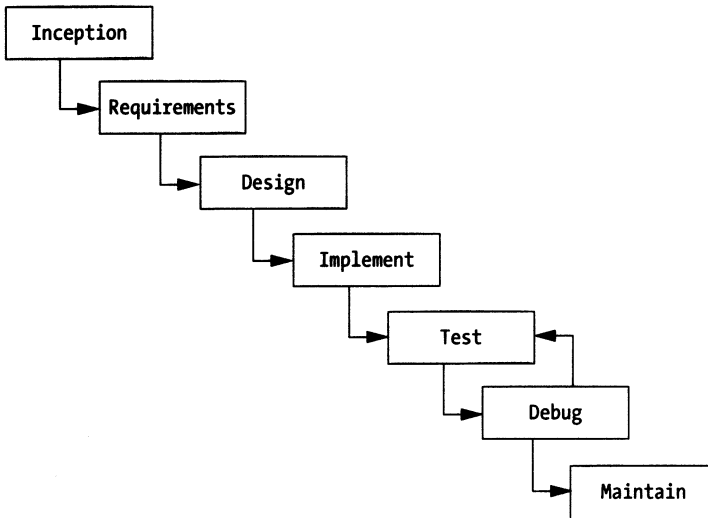 Inception
Requirements
Design
Implement
Test
Debug
Maintain